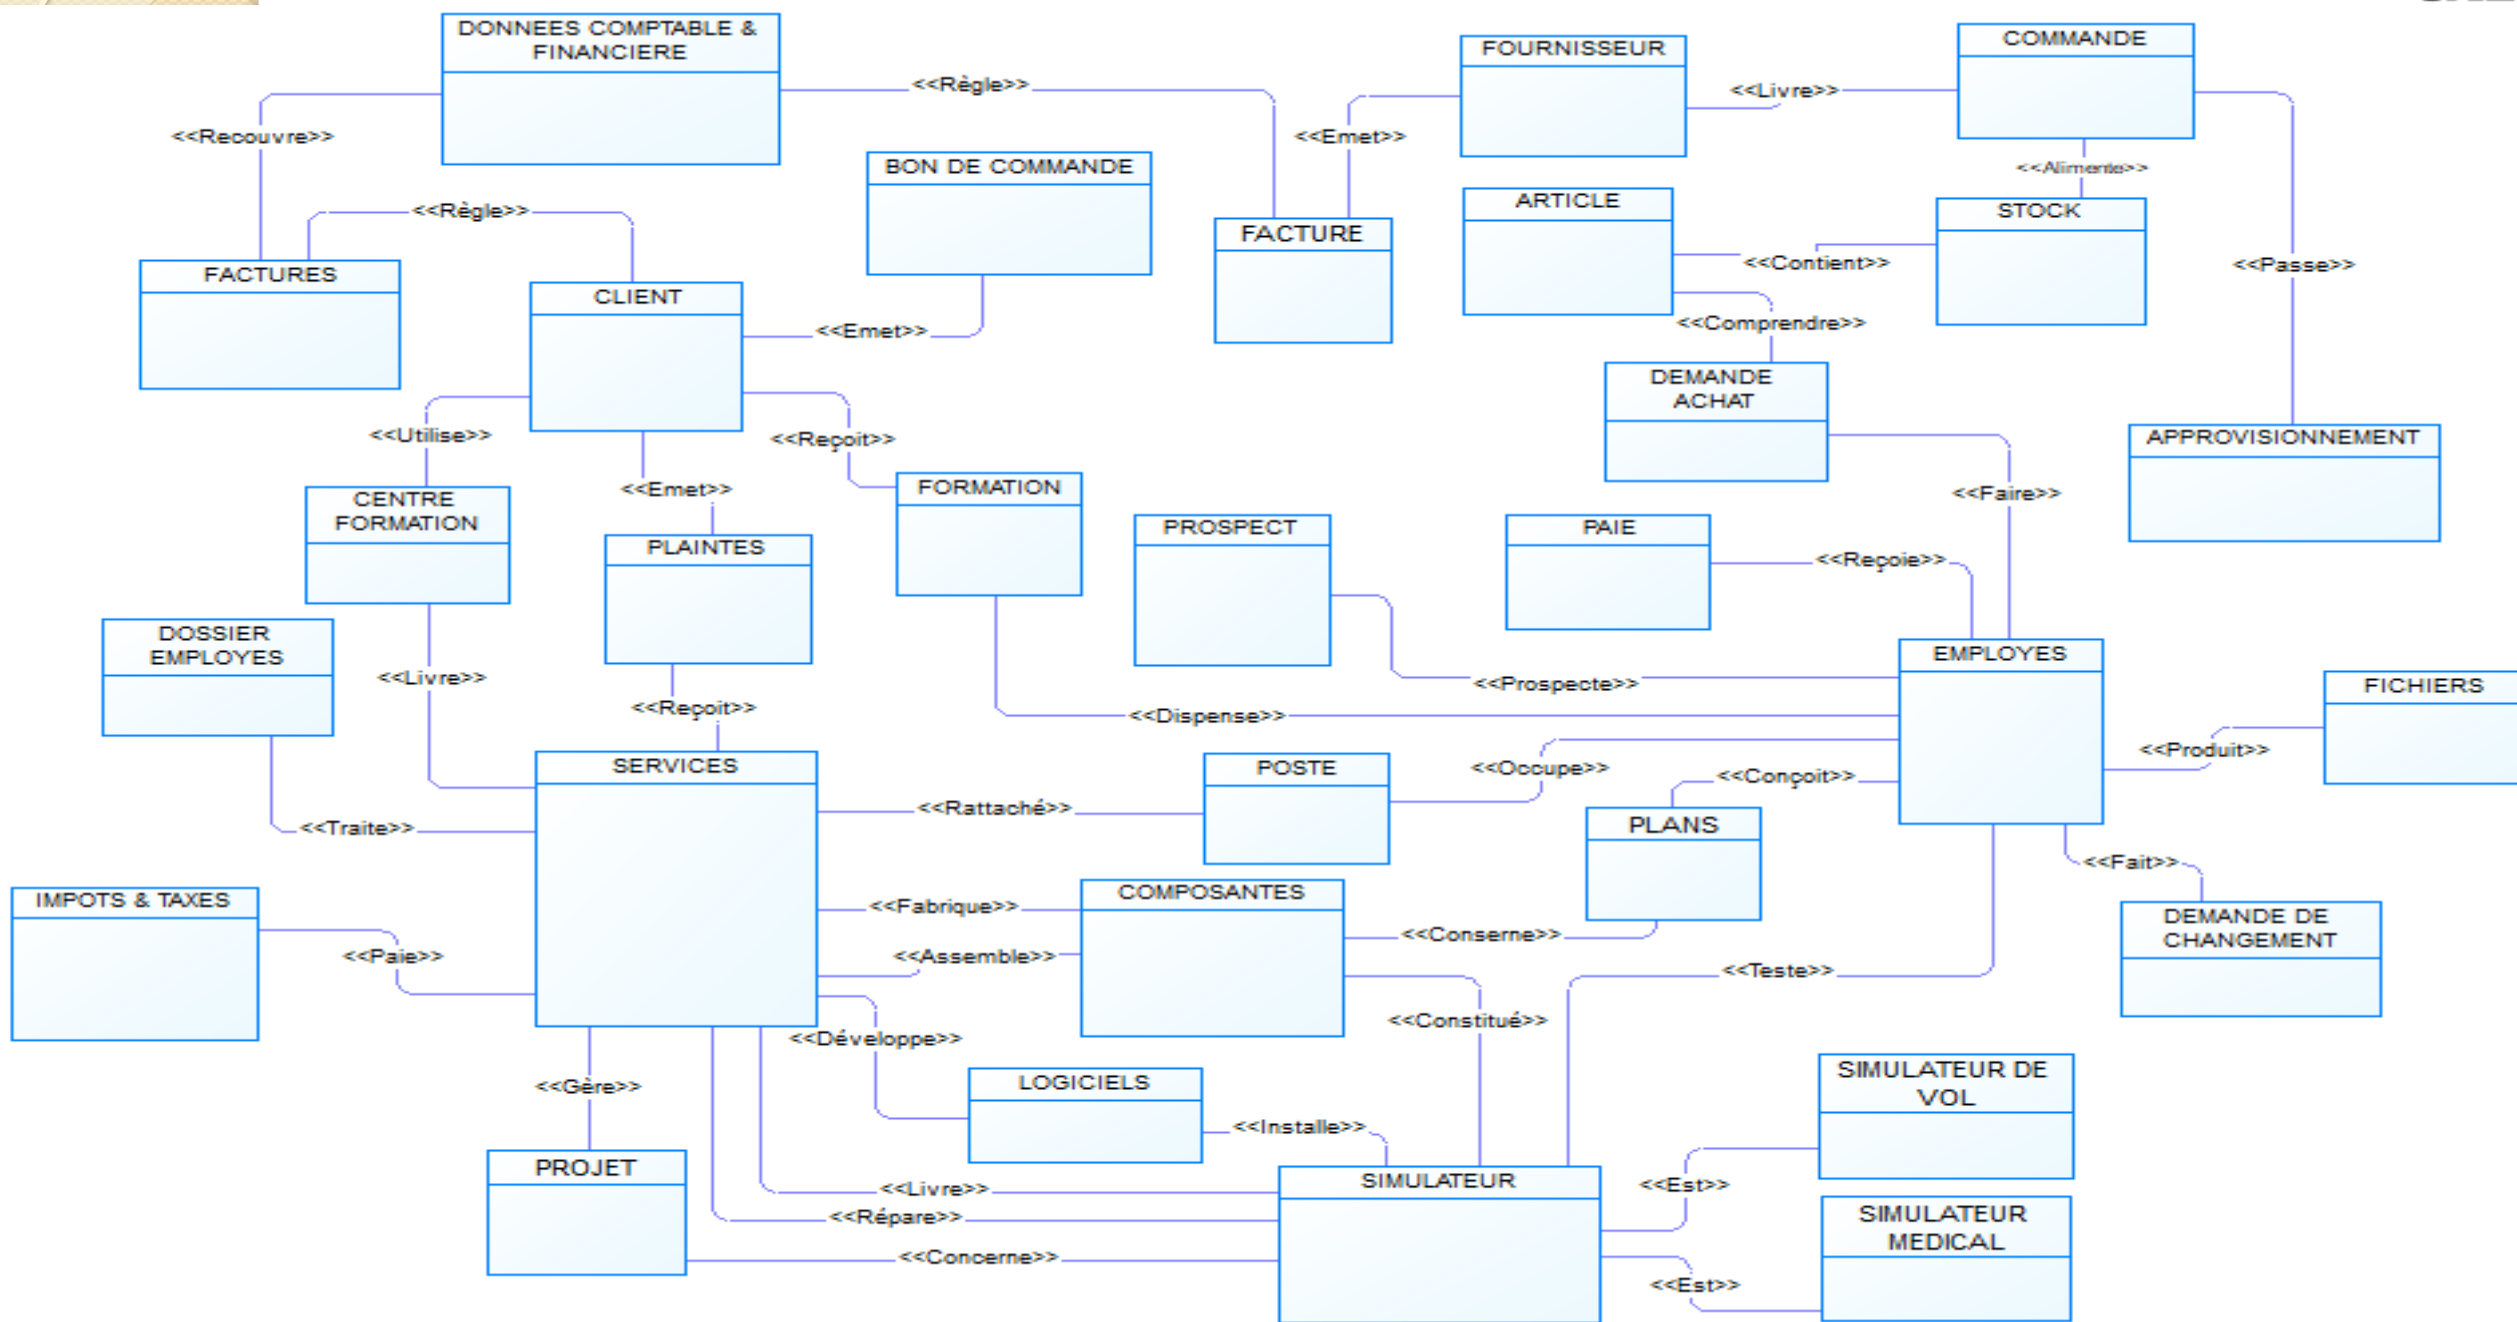 DONNEES COMPTABLE &
FINANCIERE
FOURNISSEUR
COMMANDE
<<Règle>>
<<Livre>>
<<Recouvre>>
<<Emet>>
BON DE COMMANDE
<<Alimente>>
ARTICLE
STOCK
<<Règle>>
FACTURE
FACTURES
<<Contient>>
<<Passe>>
CLIENT
<<Emet>>
<<Comprendre>>
DEMANDE
ACHAT
<<Utilise>>
<<Reçoit>>
APPROVISIONNEMENT
<<Emet>>
FORMATION
<<Faire>>
CENTRE
FORMATION
PROSPECT
PAIE
PLAINTES
<<Reçoie>>
DOSSIER
EMPLOYES
EMPLOYES
<<Livre>>
<<Prospecte>>
FICHIERS
<<Reçoit>>
<<Dispense>>
<<Produit>>
SERVICES
POSTE
<<Occupe>>
<<Conçoit>>
<<Rattaché>>
<<Traite>>
PLANS
<<Fait>>
IMPOTS & TAXES
<<Fabrique>>
COMPOSANTES
DEMANDE DE
CHANGEMENT
<<Conserne>>
<<Paie>>
<<Assemble>>
<<Teste>>
<<Constitué>>
<<Développe>>
<<Gère>>
LOGICIELS
SIMULATEUR DE
VOL
<<Installe>>
PROJET
SIMULATEUR
<<Livre>>
<<Est>>
<<Répare>>
SIMULATEUR
MEDICAL
<<Concerne>>
<<Est>>